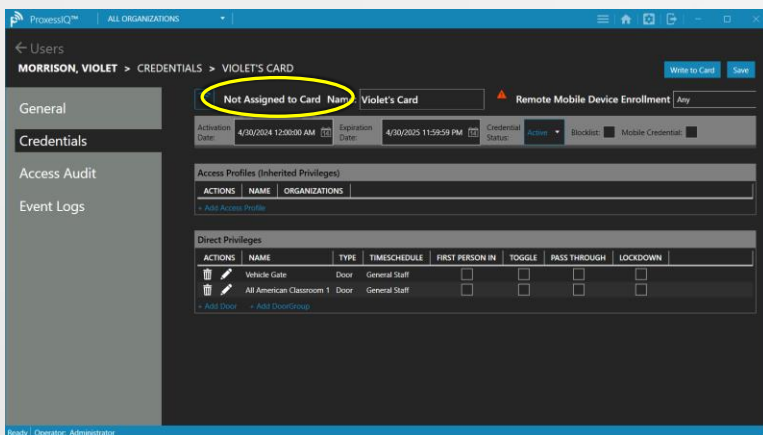 ProxessIQ™ ALL ORGANIZATIONS
Users
MORRISON, VIOLET > CREDENTIALS > VIOLET'S CARD
Write to Card Save
General
Credentials
Access Audit
Event Logs
Not Assigned to Card Name: Violet's Card Remote Mobile Device Enrollment Any
Activation Date: 4/30/2024 12:00:00 AM Expiration Date: 4/30/2025 11:59:59 PM Credential Status: Active Blocklist: Mobile Credential:
Access Profiles (Inherited Privileges)
ACTIONS NAME ORGANIZATIONS
+ Add Access Profile
Direct Privileges
ACTIONS NAME TYPE TIMESCHEDULE FIRST PERSON IN TOGGLE PASS THROUGH LOCKDOWN
Vehicle Gate Door General Staff
All American Classroom 1 Door General Staff
+ Add Door + Add DoorGroup
Ready Operator: Administrator